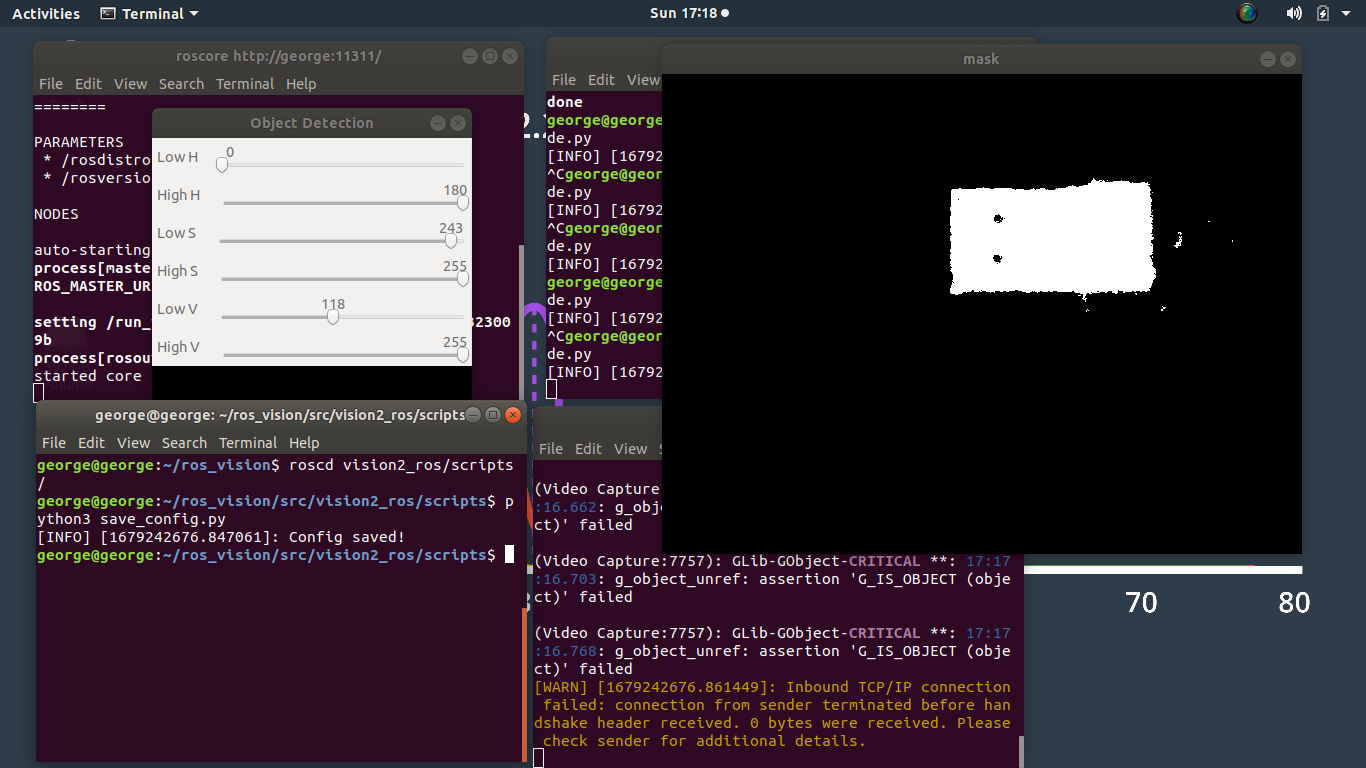 Activities Terminal Sun 17:18
roscore http://george:11311/
File Edit View Search Terminal Help
========
PARAMETERS
* /rosdistro
* /rosversio
NODES
auto-starting
process[master
ROS_MASTER_UR
setting /run_ 32300
9b
process[rosou
started core
Object Detection
Low H 0
High H 180
Low S 243
High S 255
Low V 118
High V 255
File Edit View
done
george@george
de.py
[INFO] [16792
^Cgeorge@geor
de.py
[INFO] [16792
^Cgeorge@geor
de.py
[INFO] [16792
george@george
de.py
[INFO] [16792
^Cgeorge@geor
de.py
[INFO] [16792
mask
george@george: ~/ros_vision/src/vision2_ros/scripts
File Edit View Search Terminal Help
george@george:~/ros_vision$ roscd vision2_ros/scripts
/
george@george:~/ros_vision/src/vision2_ros/scripts$ p
ython3 save_config.py
[INFO] [1679242676.847061]: Config saved!
george@george:~/ros_vision/src/vision2_ros/scripts$
File Edit View
(Video Capture
:16.662: g_obj
ct)' failed
(Video Capture:7757): GLib-GObject-CRITICAL **: 17:17
:16.703: g_object_unref: assertion 'G_IS_OBJECT (obje
ct)' failed
(Video Capture:7757): GLib-GObject-CRITICAL **: 17:17
:16.768: g_object_unref: assertion 'G_IS_OBJECT (obje
ct)' failed
[WARN] [1679242676.861449]: Inbound TCP/IP connection
failed: connection from sender terminated before han
dshake header received. 0 bytes were received. Please
check sender for additional details.
70 80